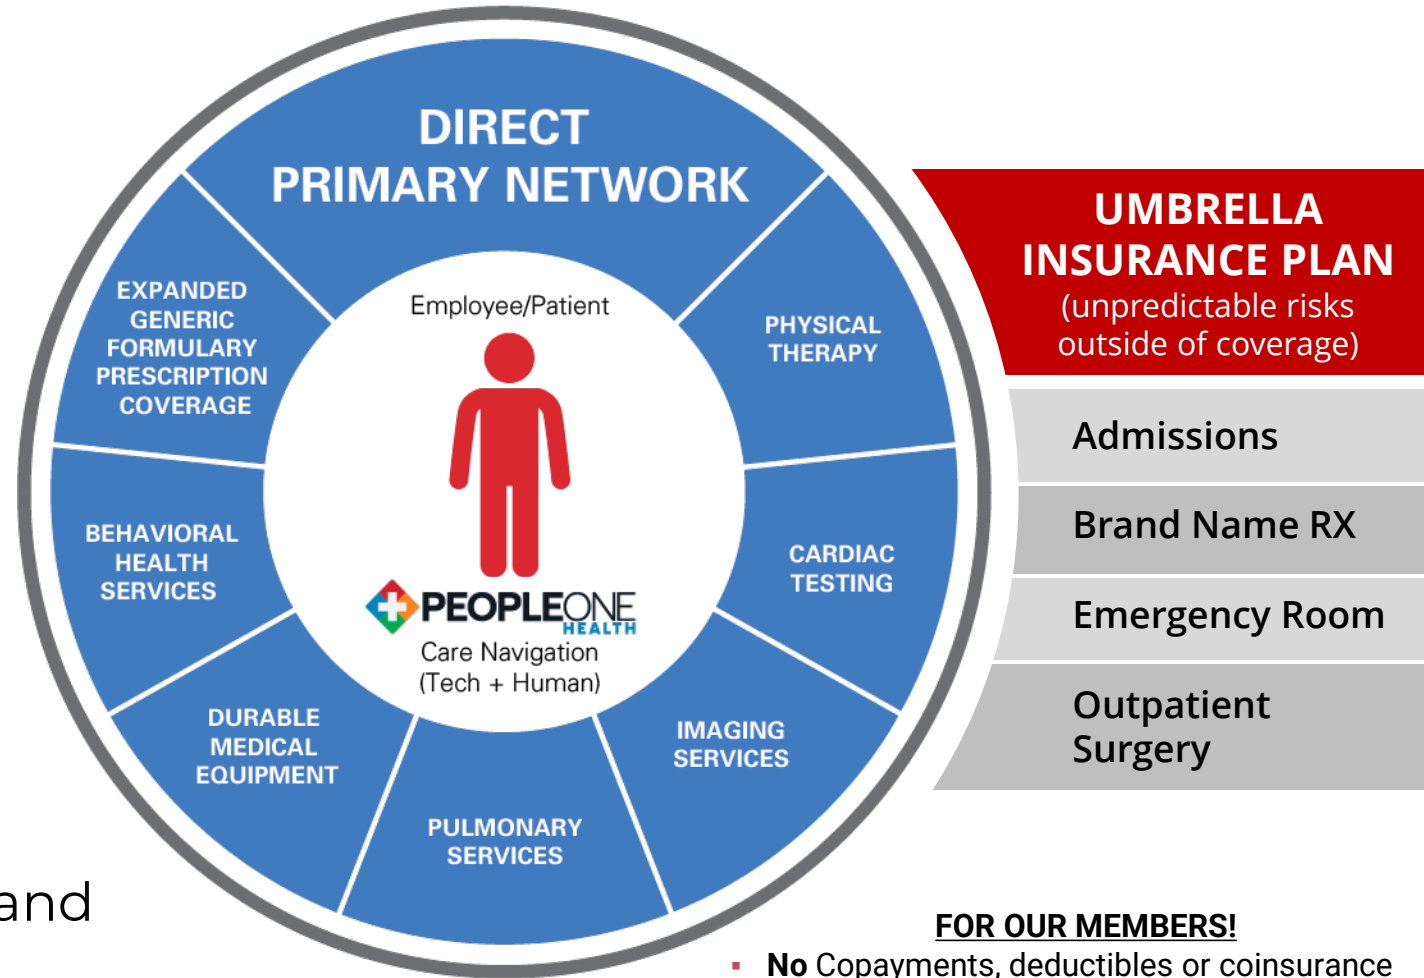 DIRECT
PRIMARY NETWORK
EXPANDED
GENERIC
FORMULARY
PRESCRIPTION
COVERAGE
Employee/Patient
PHYSICAL
THERAPY
BEHAVIORAL
HEALTH
SERVICES
CARDIAC
TESTING
PEOPLEONE
HEALTH
Care Navigation
(Tech + Human)
DURABLE
MEDICAL
EQUIPMENT
IMAGING
SERVICES
PULMONARY
SERVICES
UMBRELLA
INSURANCE PLAN
(unpredictable risks
outside of coverage)
Admissions
Brand Name RX
Emergency Room
Outpatient
Surgery
and
FOR OUR MEMBERS!
▪ No Copayments, deductibles or coinsurance